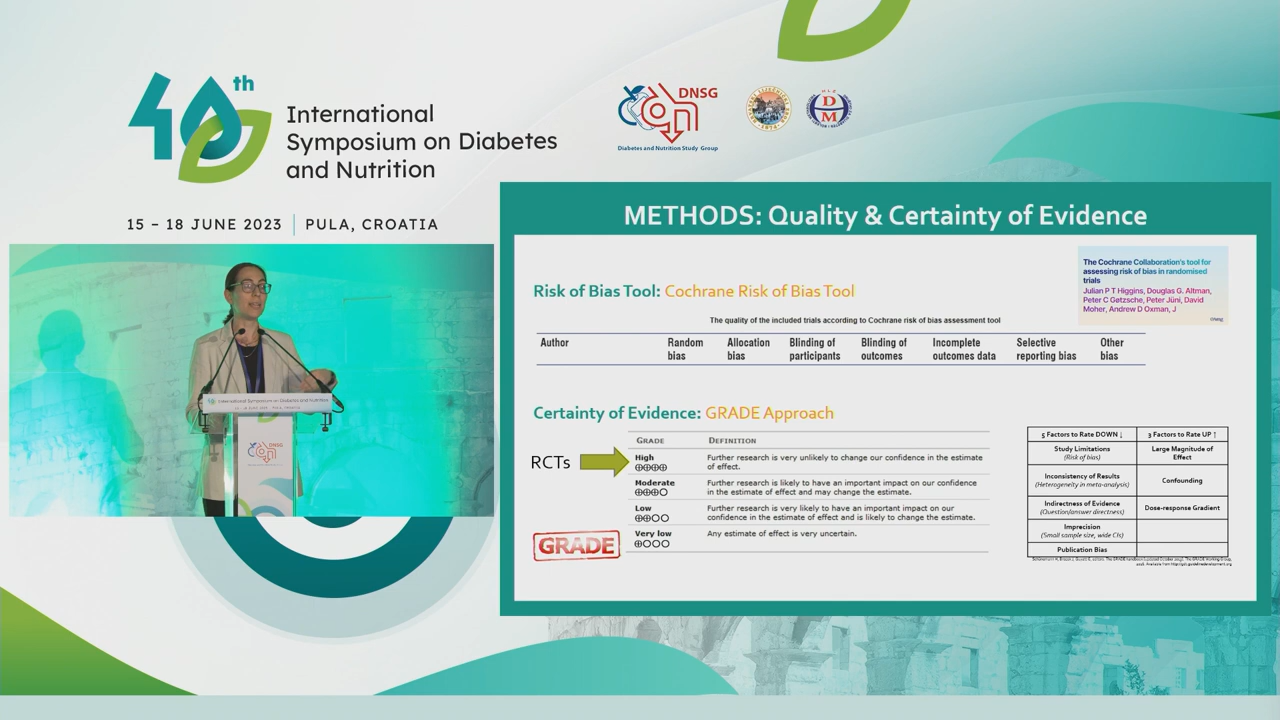 40th
International
Symposium on Diabetes
and Nutrition
15 – 18 JUNE 2023 | PULA, CROATIA
DNSG
Diabetes and Nutrition Study Group
METHODS: Quality & Certainty of Evidence
The Cochrane Collaboration's tool for
assessing risk of bias in randomised
trials
Julian P T Higgins, Douglas G. Altman,
Peter C Gøtzsche, Peter Jüni, David
Moher, Andrew D Oxman, J
Risk of Bias Tool: Cochrane Risk of Bias Tool
The quality of the included trials according to Cochrane risk of bias assessment tool
Author Random bias Allocation bias Blinding of participants Blinding of outcomes Incomplete outcomes data Selective reporting bias Other bias
Certainty of Evidence: GRADE Approach
GRADE DEFINITION
RCTs
High Further research is very unlikely to change our confidence in the estimate
of effect.
Moderate Further research is likely to have an important impact on our confidence
in the estimate of effect and may change the estimate.
Low Further research is very likely to have an important impact on our
confidence in the estimate of effect and is likely to change the estimate.
Very low Any estimate of effect is very uncertain.
GRADE
5 Factors to Rate DOWN ↓ 3 Factors to Rate UP ↑
Study Limitations
(Risk of bias)
Large Magnitude of
Effect
Inconsistency of Results
(Heterogeneity in meta-analysis)
Confounding
Indirectness of Evidence
(Question/answer directness)
Dose-response Gradient
Imprecision
(Small sample size, wide CIs)
Publication Bias
International Symposium on Diabetes and Nutrition
DNSG